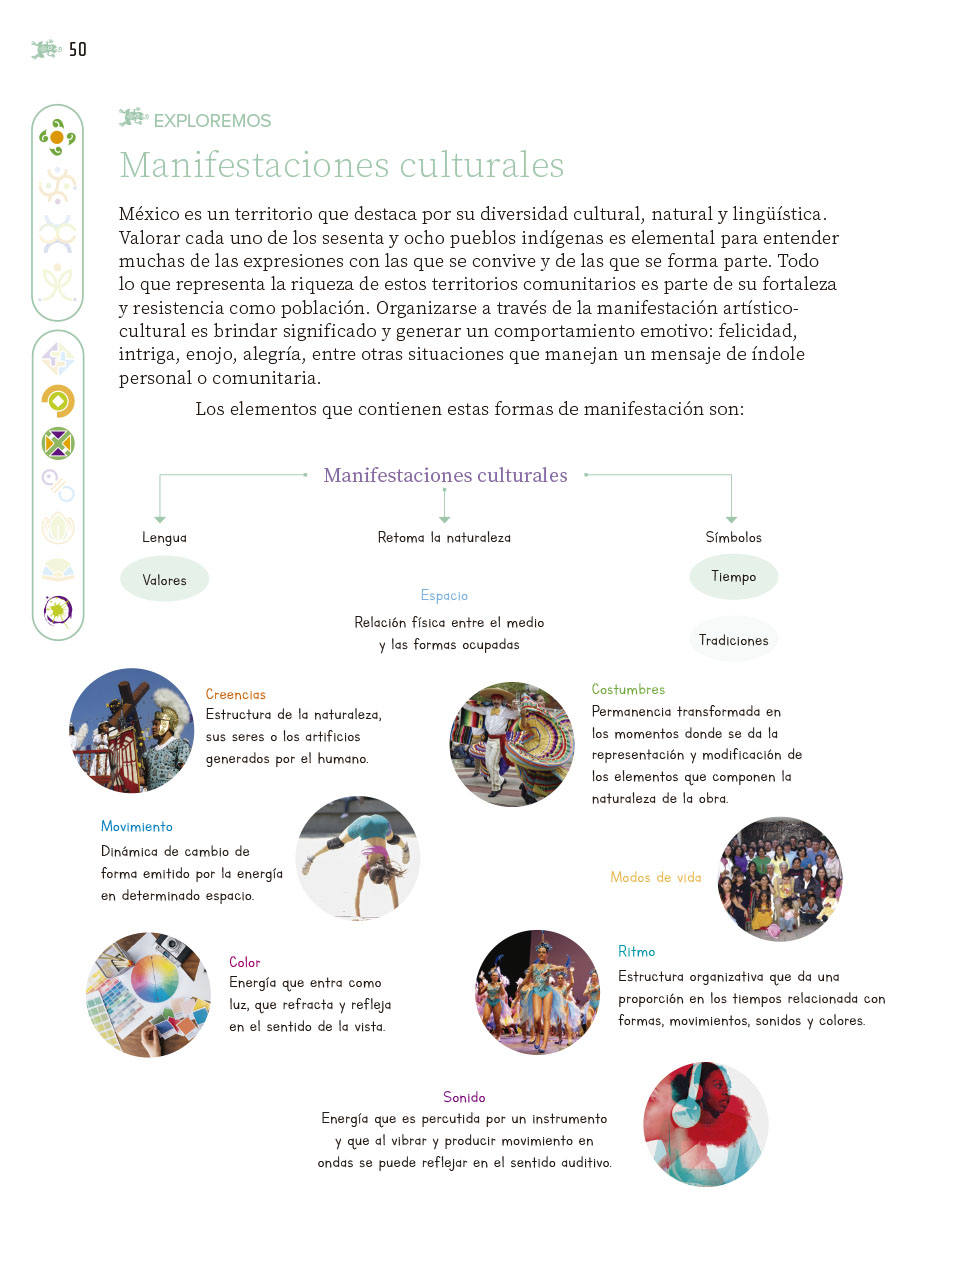 50
EXPLOREMOS
Manifestaciones culturales
México es un territorio que destaca por su diversidad cultural, natural y lingüística.
Valorar cada uno de los sesenta y ocho pueblos indígenas es elemental para entender
muchas de las expresiones con las que se convive y de las que se forma parte. Todo
lo que representa la riqueza de estos territorios comunitarios es parte de su fortaleza
y resistencia como población. Organizarse a través de la manifestación artístico-
cultural es brindar significado y generar un comportamiento emotivo: felicidad,
intriga, enojo, alegría, entre otras situaciones que manejan un mensaje de índole
personal o comunitaria.
Los elementos que contienen estas formas de manifestación son:
Manifestaciones culturales
Lengua
Retoma la naturaleza
Símbolos
Valores
Tiempo
Espacio
Relación física entre el medio
y las formas ocupadas
Tradiciones
Creencias
Estructura de la naturaleza,
sus seres o los artificios
generados por el humano.
Costumbres
Permanencia transformada en
los momentos donde se da la
representación y modificación de
los elementos que componen la
naturaleza de la obra.
Movimiento
Dinámica de cambio de
forma emitido por la energía
en determinado espacio.
Modos de vida
Color
Energía que entra como
luz, que refracta y refleja
en el sentido de la vista.
Ritmo
Estructura organizativa que da una
proporción en los tiempos relacionada con
formas, movimientos, sonidos y colores.
Sonido
Energía que es percutida por un instrumento
y que al vibrar y producir movimiento en
ondas se puede reflejar en el sentido auditivo.